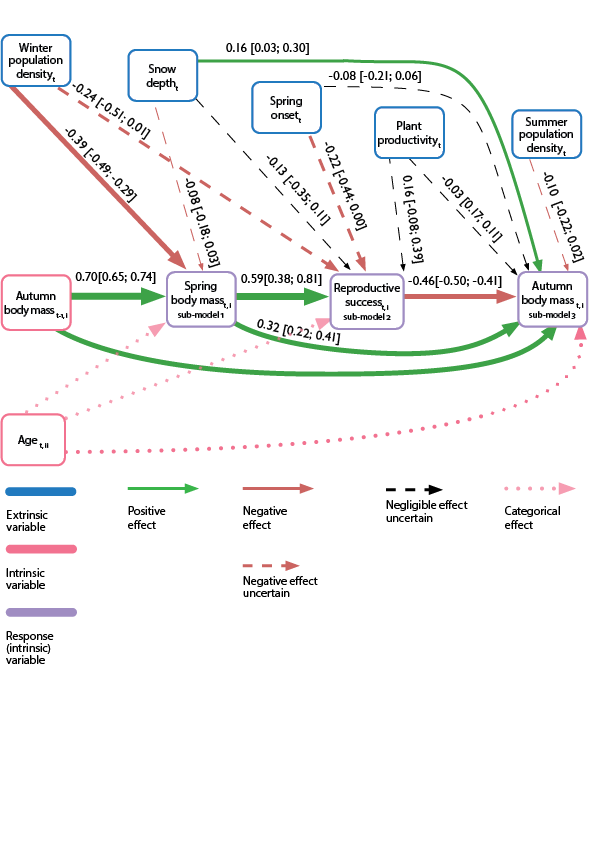 Winter
population
density t
Snow
depth t
Spring
onset t
Plant
productivity t
Summer
population
density t
0.16 [0.03; 0.30]
-0.08 [-0.21; 0.06]
-0.24 [-0.51; 0.01]
-0.39 [-0.49; -0.29]
-0.08 [-0.18; 0.03]
-0.13 [-0.35; 0.11]
-0.22 [-0.44; 0.00]
0.16 [-0.08; 0.39]
-0.03 [0.17; 0.11]
-0.10 [-0.22; 0.02]
Autumn
body mass t-1,i
0.70[0.65; 0.74]
Spring
body mass t,i
sub-model 1
0.59[0.38; 0.81]
Reproductive
success t,i
sub-model 2
-0.46[-0.50; -0.41]
Autumn
body mass t,i
sub-model 3
0.32 [0.22; 0.41]
Age t,ii
Extrinsic
variable
Positive
effect
Negative
effect
Negligible effect
uncertain
Categorical
effect
Intrinsic
variable
Negative effect
uncertain
Response
(intrinsic)
variable